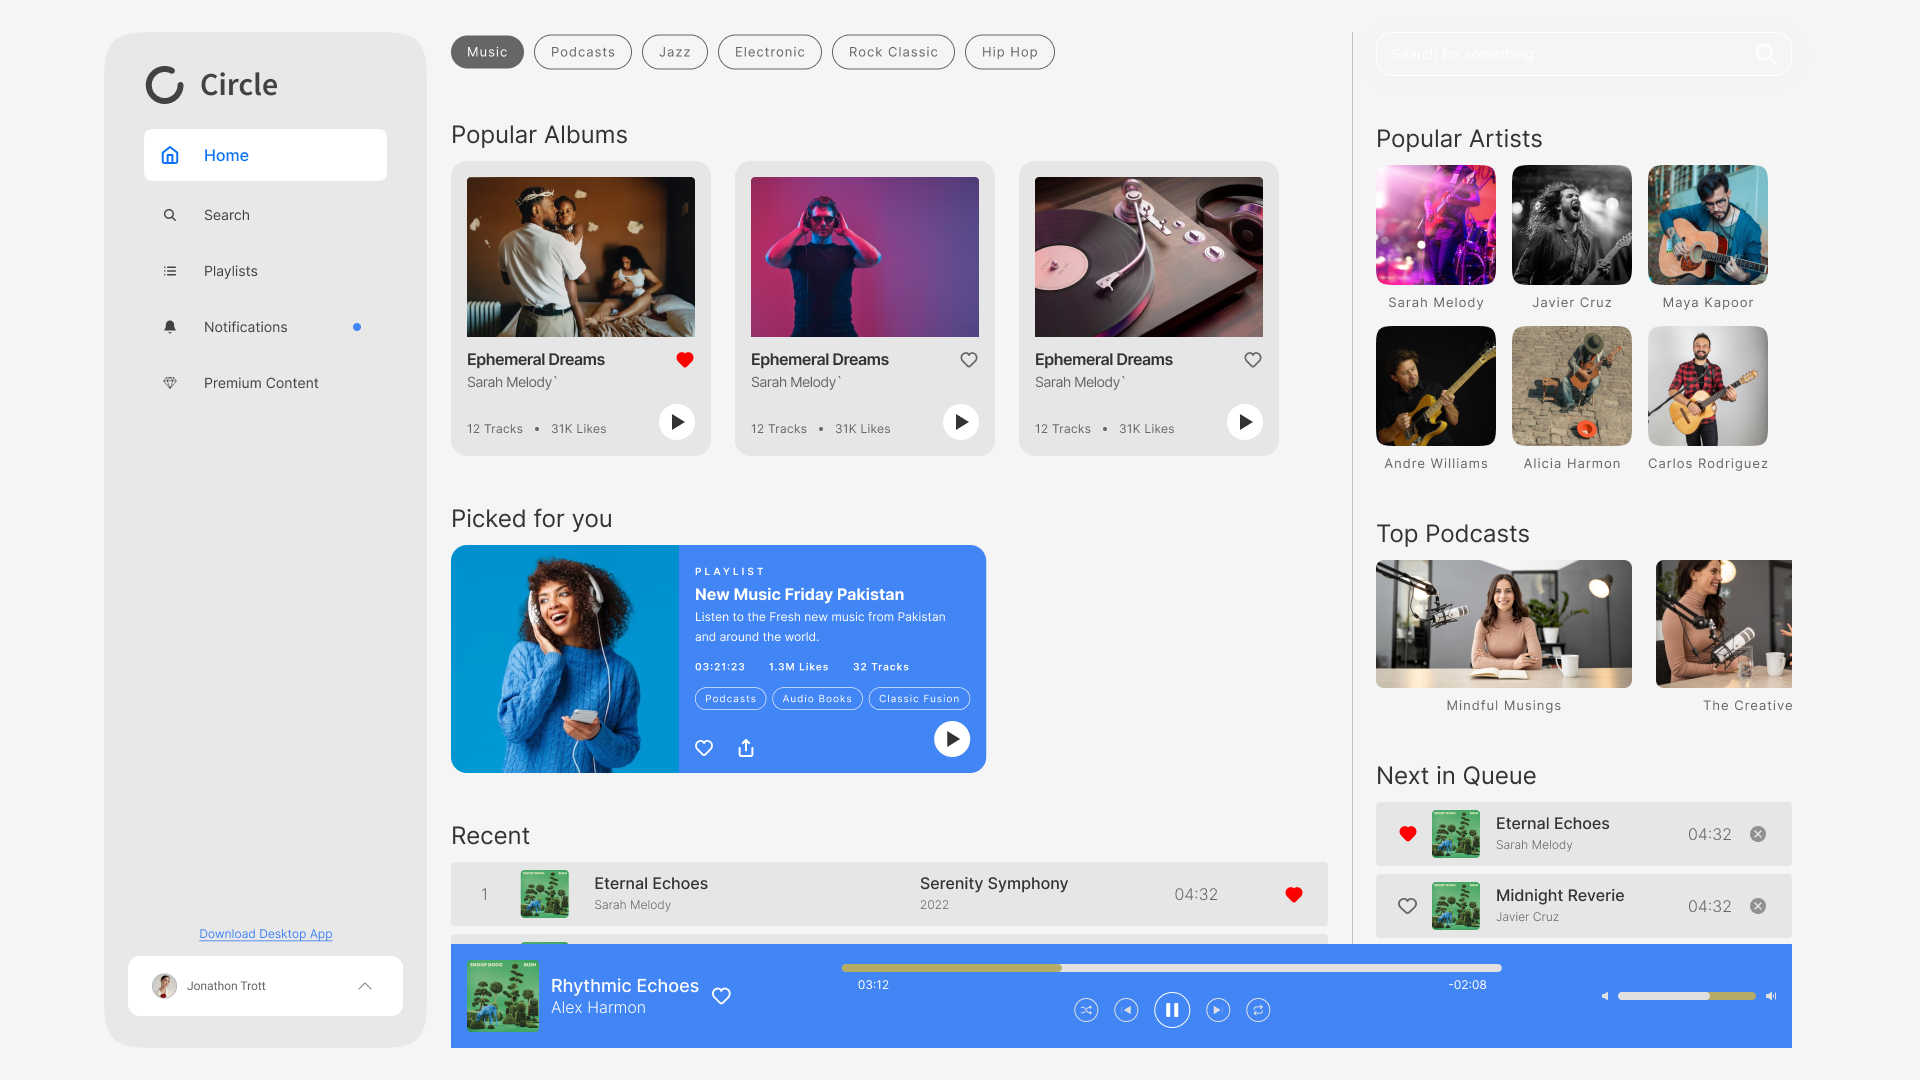 Circle
Home
Search
Playlists
Notifications
Premium Content
Download Desktop App
Jonathon Trott
Music
Podcasts
Jazz
Electronic
Rock Classic
Hip Hop
Popular Albums
Ephemeral Dreams
Sarah Melody`
12 Tracks • 31K Likes
Ephemeral Dreams
Sarah Melody`
12 Tracks • 31K Likes
Ephemeral Dreams
Sarah Melody`
12 Tracks • 31K Likes
Picked for you
PLAYLIST
New Music Friday Pakistan
Listen to the Fresh new music from Pakistan
and around the world.
03:21:23 1.3M Likes 32 Tracks
Podcasts
Audio Books
Classic Fusion
Recent
1
Eternal Echoes
Sarah Melody
Serenity Symphony
2022
04:32
Search for something
Popular Artists
Sarah Melody
Javier Cruz
Maya Kapoor
Andre Williams
Alicia Harmon
Carlos Rodriguez
Top Podcasts
Mindful Musings
The Creative
Next in Queue
Eternal Echoes
Sarah Melody
04:32
Midnight Reverie
Javier Cruz
04:32
SNOOP DOGG RUSH
Rhythmic Echoes
Alex Harmon
03:12
-02:08